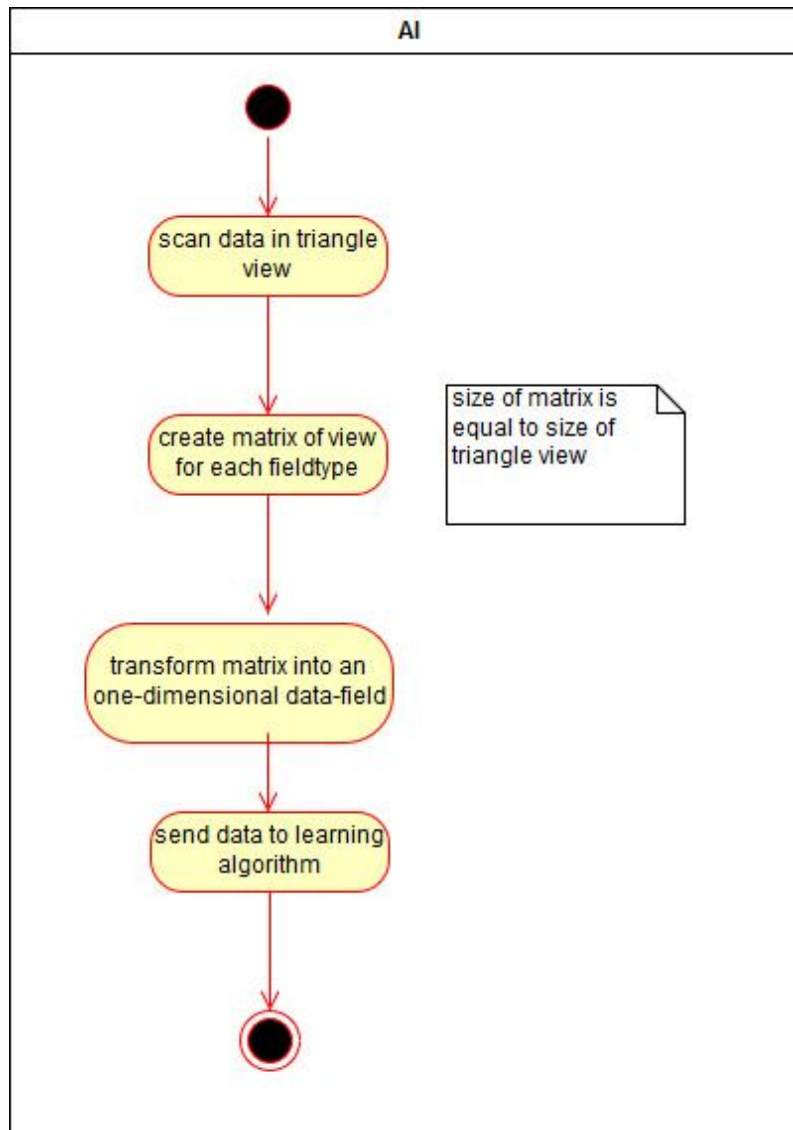 AI
scan data in triangle
view
create matrix of view
for each fieldtype
size of matrix is
equal to size of
triangle view
transform matrix into an
one-dimensional data-field
send data to learning
algorithm